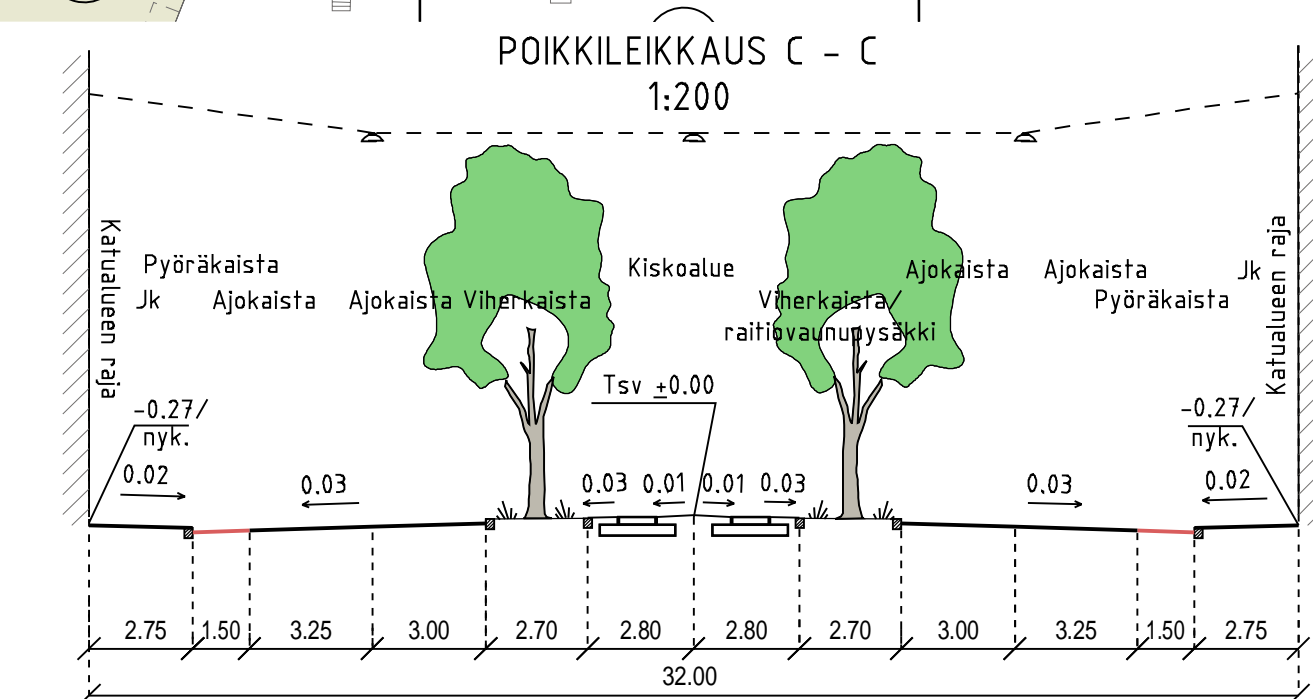 POIKKILEIKKAUS C - C
1:200
Katualueen raja
Pyöräkaista
Jk
Ajokaista
Ajokaista
Viherkaista
Kiskoalue
Viherkaista/
raitiovaunupysäkki
Ajokaista
Ajokaista
Pyöräkaista
Jk
Katualueen raja
-0.27/
nyk.
Tsv ±0.00
-0.27/
nyk.
0.02
0.03
0.03
0.01
0.01
0.03
0.03
0.02
2.75 1.50 3.25 3.00 2.70 2.80 2.80 2.70 3.00 3.25 1.50 2.75
32.00